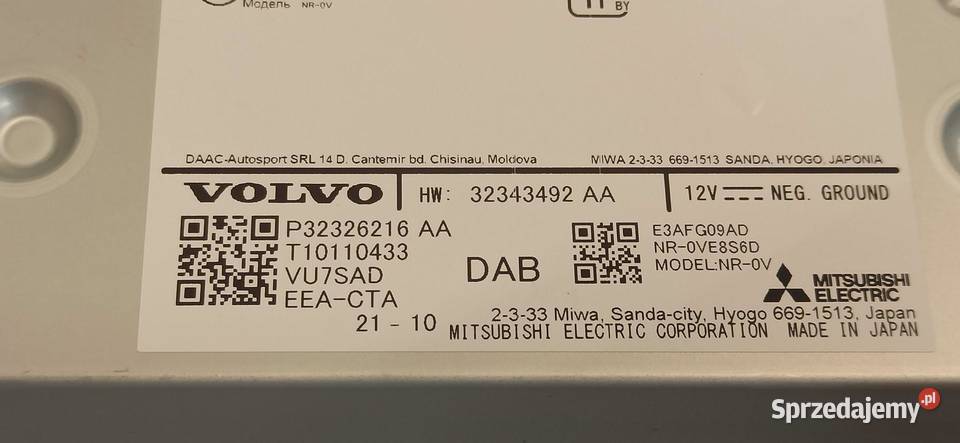 Модель NR-0V
BY
DAAC-Autosport SRL 14 D. Cantemir bd. Chisinau, Moldova
MIWA 2-3-33 669-1513 SANDA, HYOGO, JAPONIA
VOLVO HW: 32343492 AA 12V NEG. GROUND
P32326216 AA
T10110433
VU7SAD
EEA-CTA
21-10
DAB
E3AFG09AD
NR-0VE8S6D
MODEL:NR-0V
MITSUBISHI
ELECTRIC
2-3-33 Miwa, Sanda-city, Hyogo 669-1513, Japan
MITSUBISHI ELECTRIC CORPORATION MADE IN JAPAN
Sprzedajemy.pl